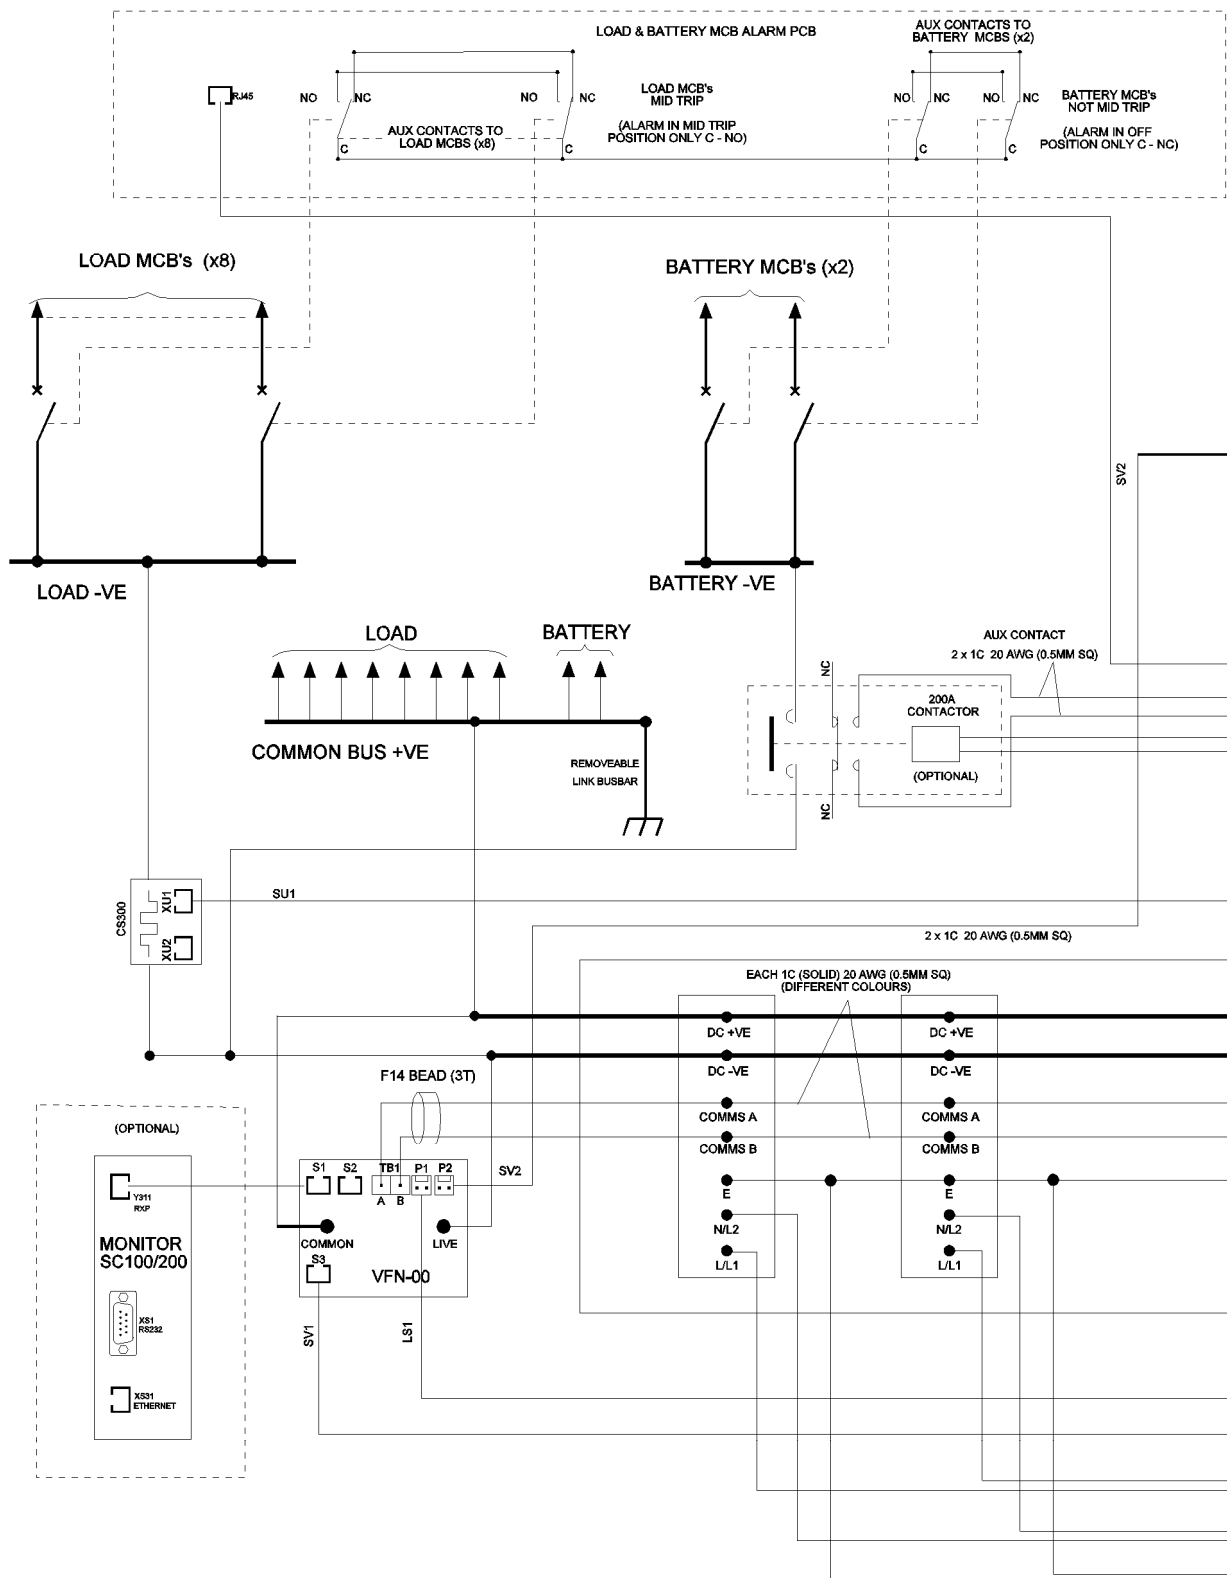 LOAD & BATTERY MCB ALARM PCB
AUX CONTACTS TO
BATTERY MCBS (x2)
RJ45
NO
NC
NO
NC
LOAD MCB's
MID TRIP
(ALARM IN MID TRIP
POSITION ONLY C - NO)
NO
NC
NO
NC
BATTERY MCB's
NOT MID TRIP
(ALARM IN OFF
POSITION ONLY C - NC)
AUX CONTACTS TO
LOAD MCBS (x8)
C
C
C
C
LOAD MCB's (x8)
BATTERY MCB's (x2)
SV2
LOAD -VE
BATTERY -VE
LOAD
BATTERY
AUX CONTACT
2 x 1C 20 AWG (0.5MM SQ)
NC
200A
CONTACTOR
(OPTIONAL)
NC
COMMON BUS +VE
REMOVEABLE
LINK BUSBAR
CS300
XU1
XU2
SU1
2 x 1C 20 AWG (0.5MM SQ)
EACH 1C (SOLID) 20 AWG (0.5MM SQ)
(DIFFERENT COLOURS)
DC +VE
DC +VE
DC -VE
DC -VE
F14 BEAD (3T)
COMMS A
COMMS A
COMMS B
COMMS B
(OPTIONAL)
S1
S2
TB1
P1
P2
SV2
A
B
E
E
Y311
RXP
N/L2
N/L2
COMMON
LIVE
MONITOR
SC100/200
S3
VFN-00
L/L1
L/L1
XS1
RS232
SV1
LS1
XS31
ETHERNET